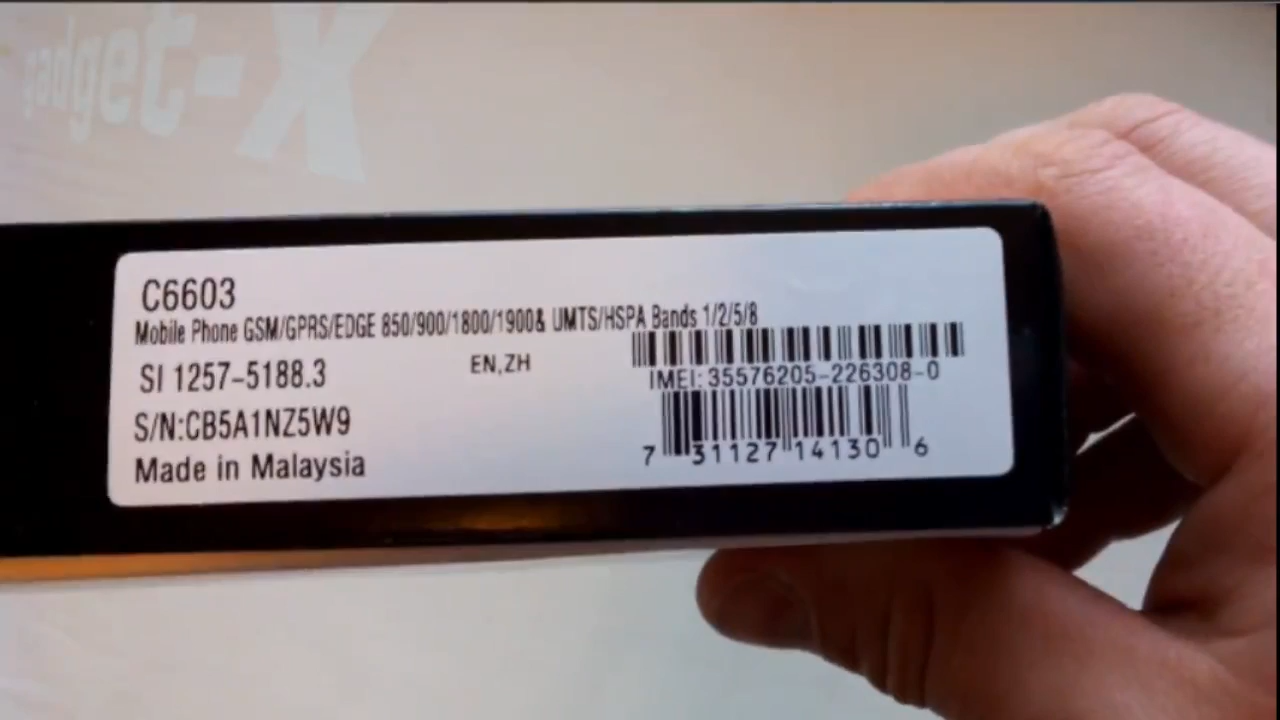 gadget-X
C6603
Mobile Phone GSM/GPRS/EDGE 850/900/1800/1900& UMTS/HSPA Bands 1/2/5/8
SI 1257-5188.3
EN,ZH
IMEI: 35576205-226308-0
S/N:CB5A1NZ5W9
7 31127 14130 6
Made in Malaysia